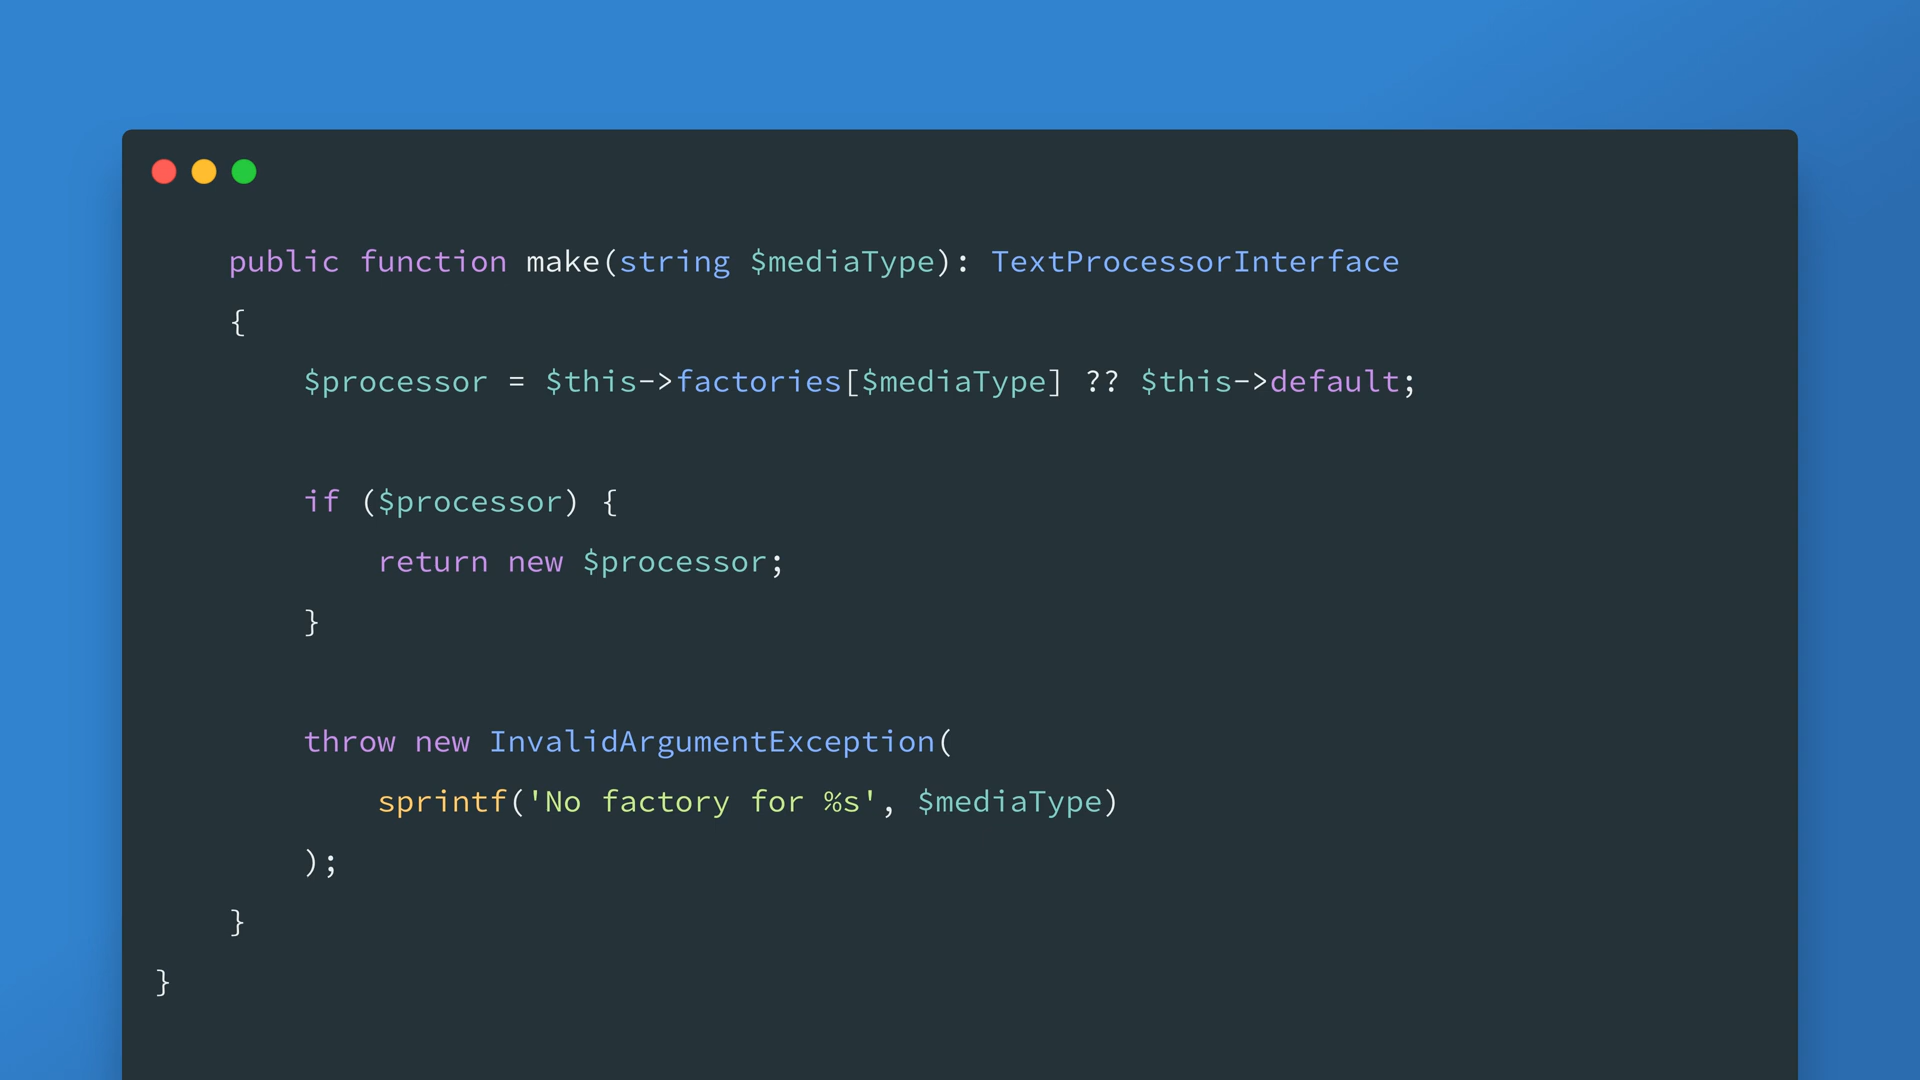 public function make(string $mediaType): TextProcessorInterface
{
$processor = $this->factories[$mediaType] ?? $this->default;
if ($processor) {
return new $processor;
}
throw new InvalidArgumentException(
sprintf('No factory for %s', $mediaType)
);
}
}